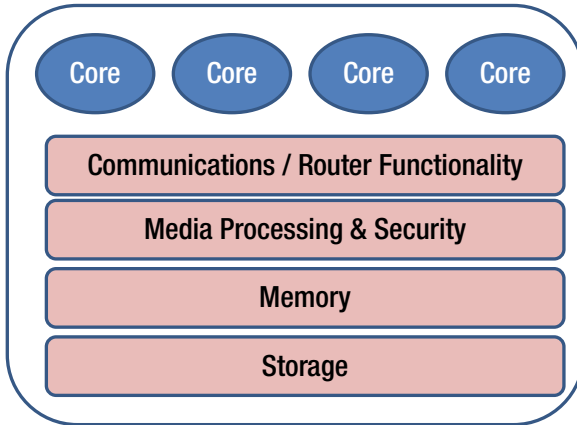 Core Core Core Core
Communications / Router Functionality
Media Processing & Security
Memory
Storage